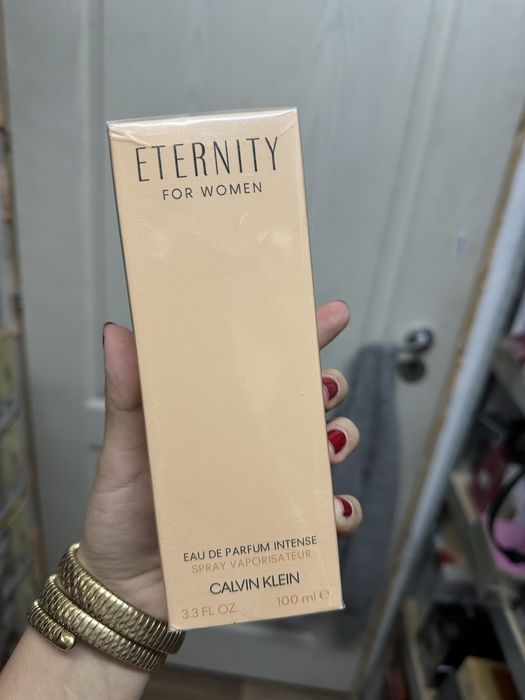 ETERNITY
FOR WOMEN
EAU DE PARFUM INTENSE
SPRAY VAPORISATEUR
CALVIN KLEIN
3.3 FL OZ 100 ml ℮